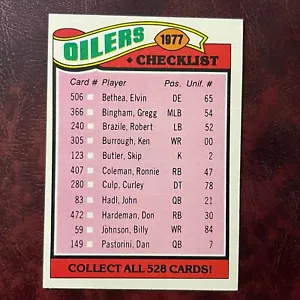 OILERS
1977
CHECKLIST
Card # Player Pos. Unif. #
506 Bethea, Elvin DE 65
366 Bingham, Gregg MLB 54
240 Brazile, Robert LB 52
305 Burrough, Ken WR 00
123 Butler, Skip K 2
407 Coleman, Ronnie RB 47
280 Culp, Curley DT 78
83 Hadl, John QB 21
472 Hardeman, Don RB 30
59 Johnson, Billy WR 84
149 Pastorini, Dan QB 7
COLLECT ALL 528 CARDS!